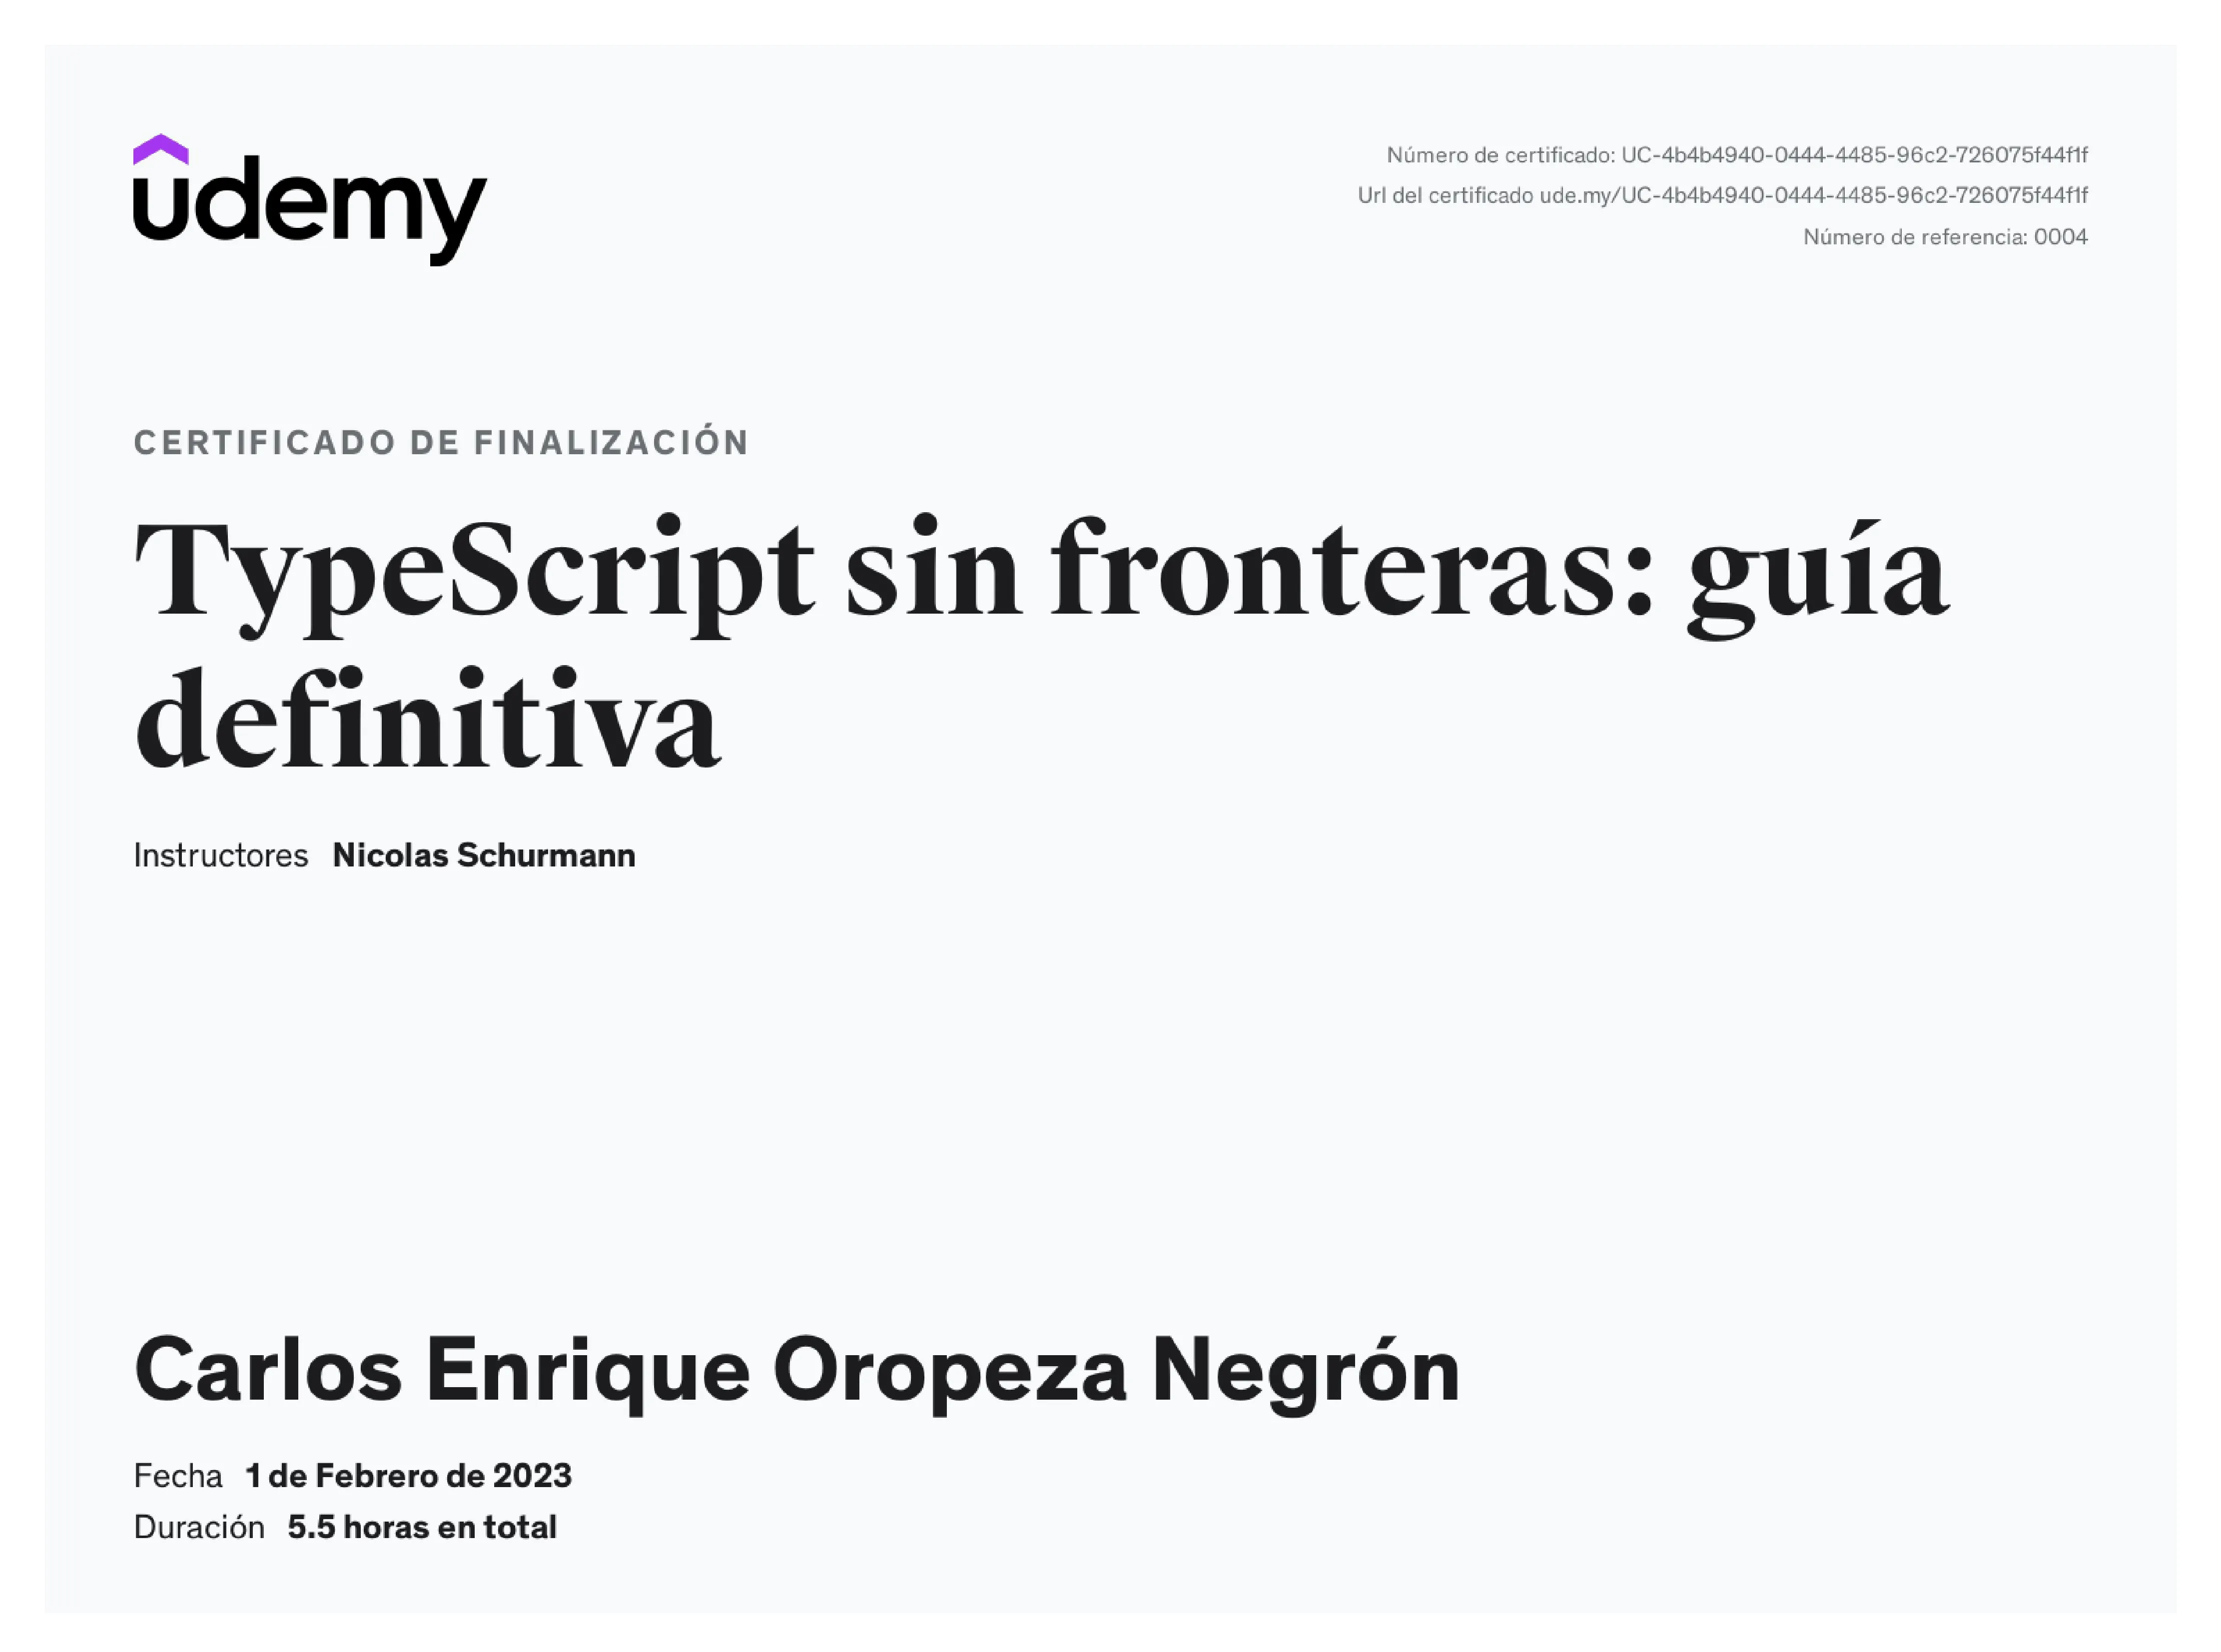 udemy
Número de certificado: UC-4b4b4940-0444-4485-96c2-726075f44f1f
Url del certificado ude.my/UC-4b4b4940-0444-4485-96c2-726075f44f1f
Número de referencia: 0004
CERTIFICADO DE FINALIZACIÓN
TypeScript sin fronteras: guía
definitiva
Instructores Nicolas Schurmann
Carlos Enrique Oropeza Negrón
Fecha 1 de Febrero de 2023
Duración 5.5 horas en total